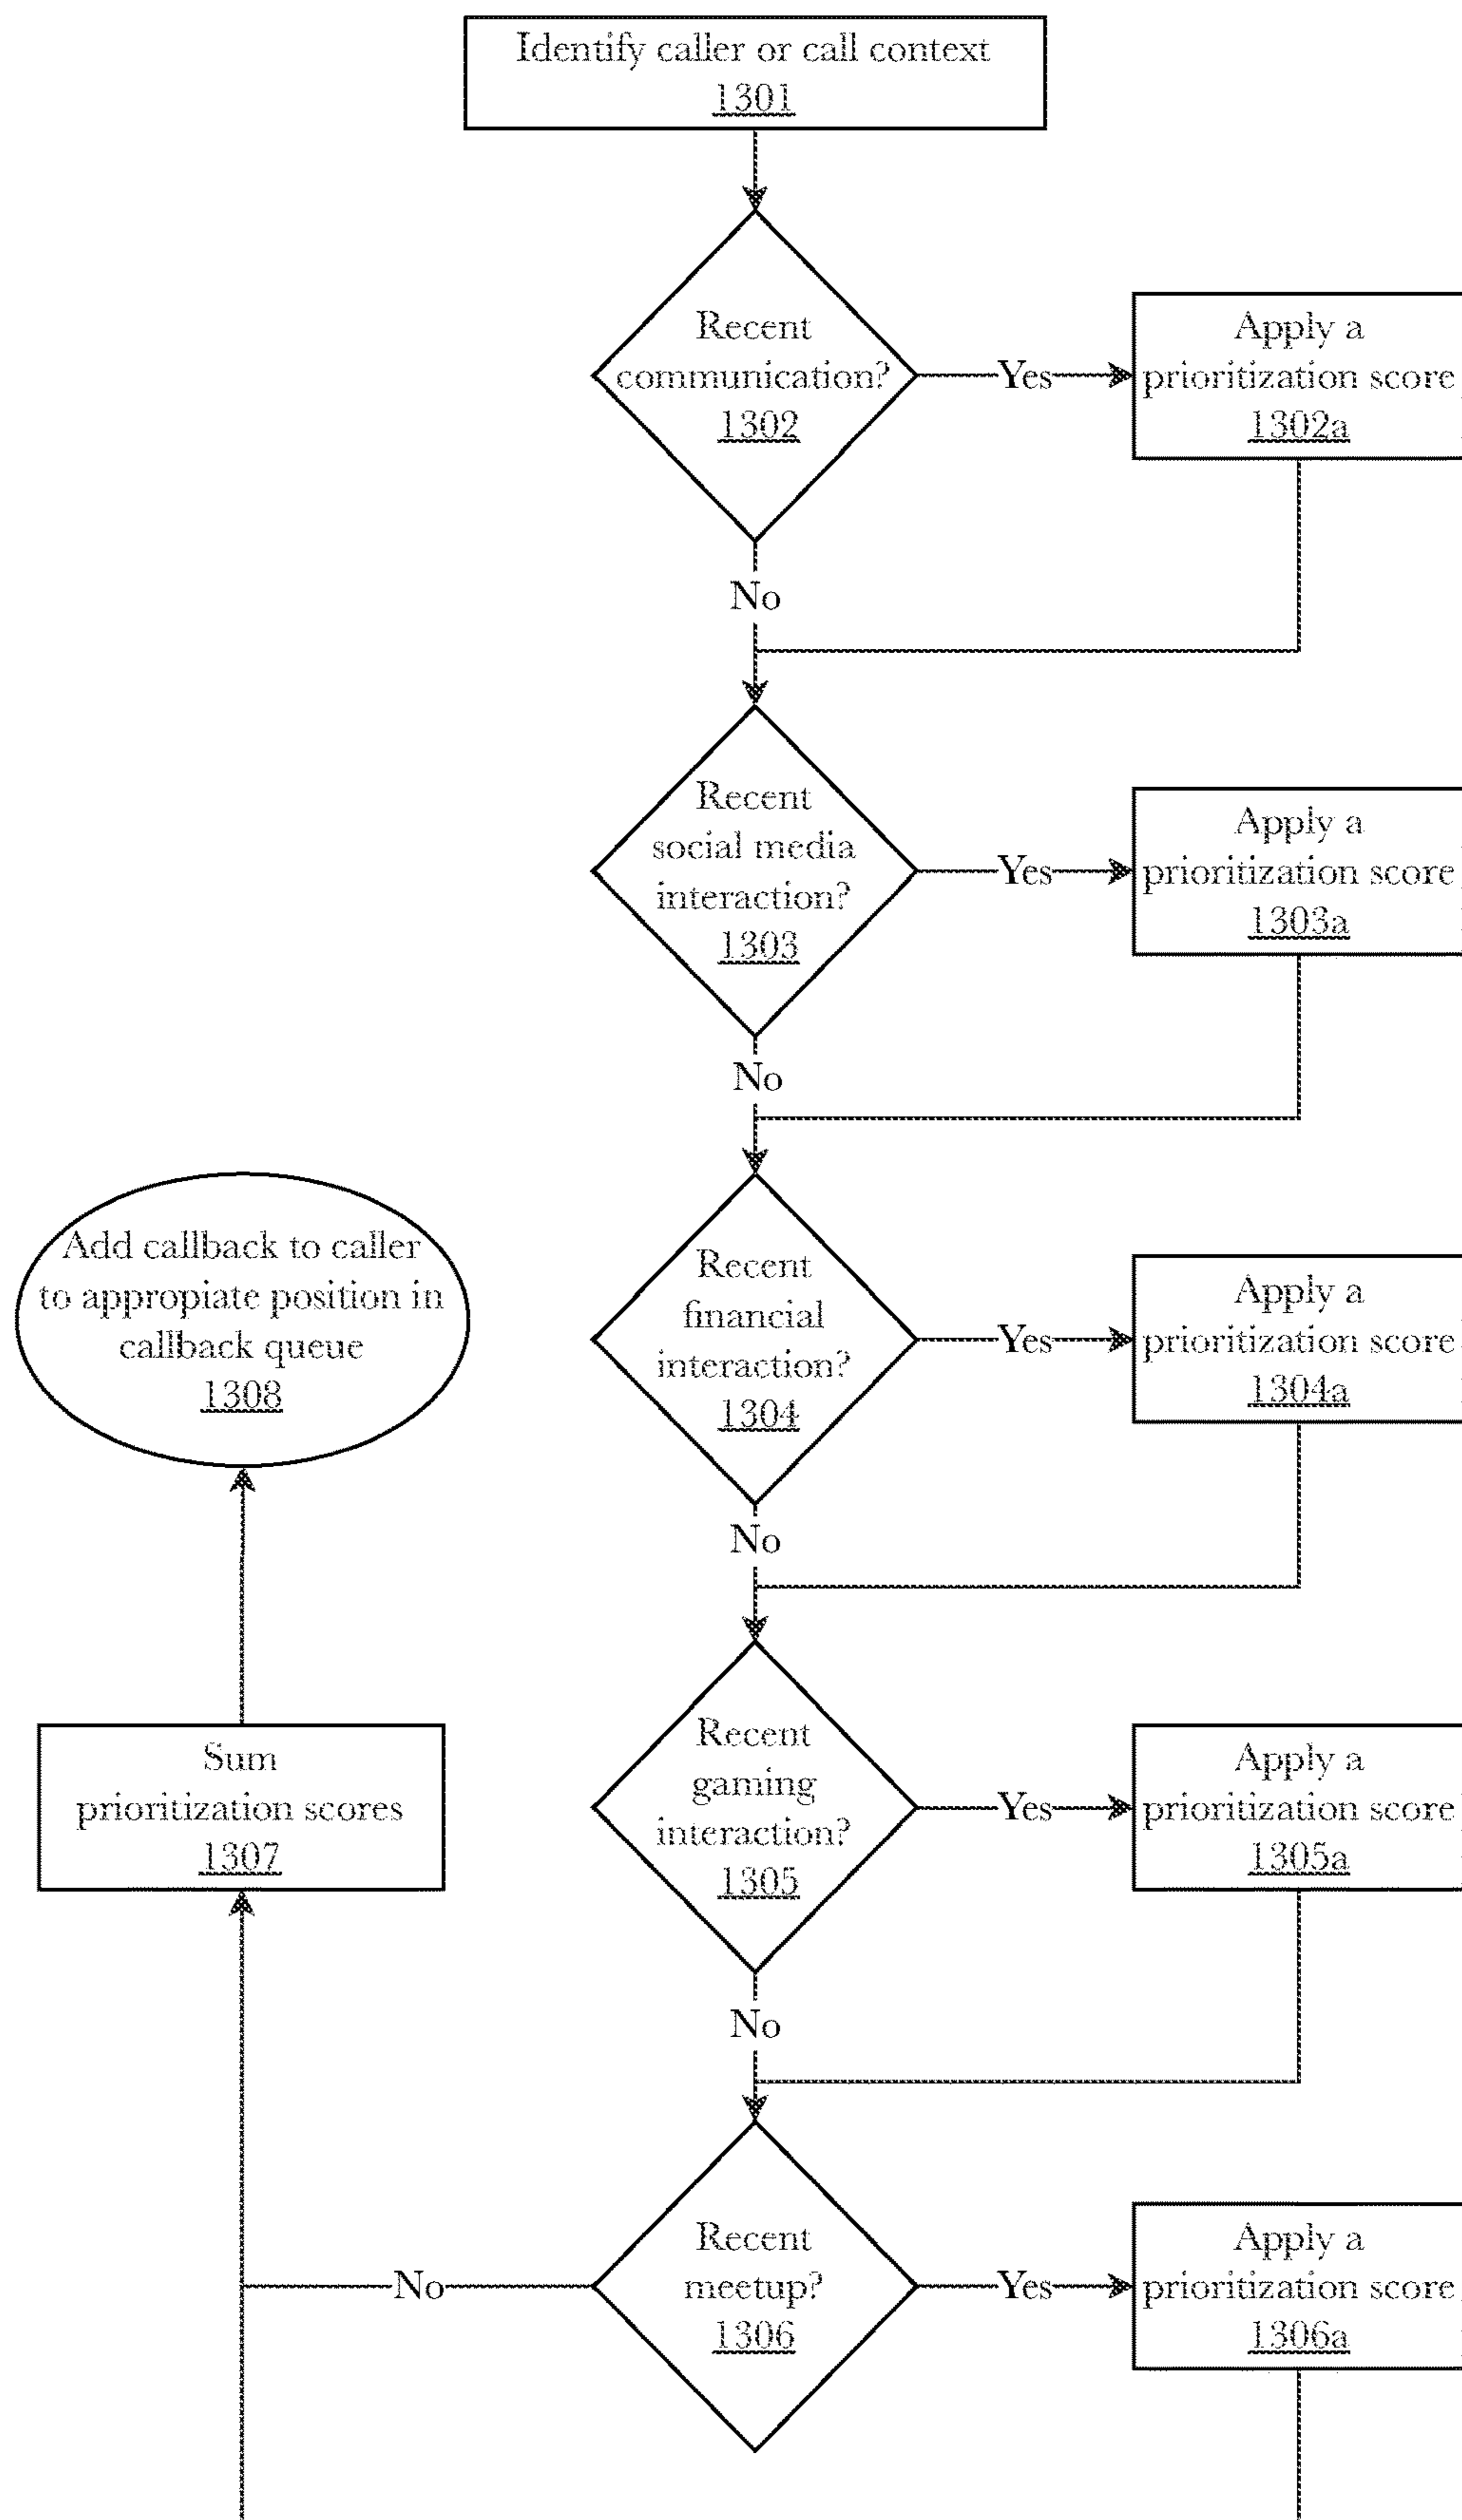 Identify caller or call context
1301
Recent
communication?
1302
Yes
Apply a
prioritization score
1302a
No
Recent
social media
interaction?
1303
Yes
Apply a
prioritization score
1303a
No
Add callback to caller
to appropiate position in
callback queue
1308
Recent
financial
interaction?
1304
Yes
Apply a
prioritization score
1304a
No
Sum
prioritization scores
1307
Recent
gaming
interaction?
1305
Yes
Apply a
prioritization score
1305a
No
No
Recent
meetup?
1306
Yes
Apply a
prioritization score
1306a